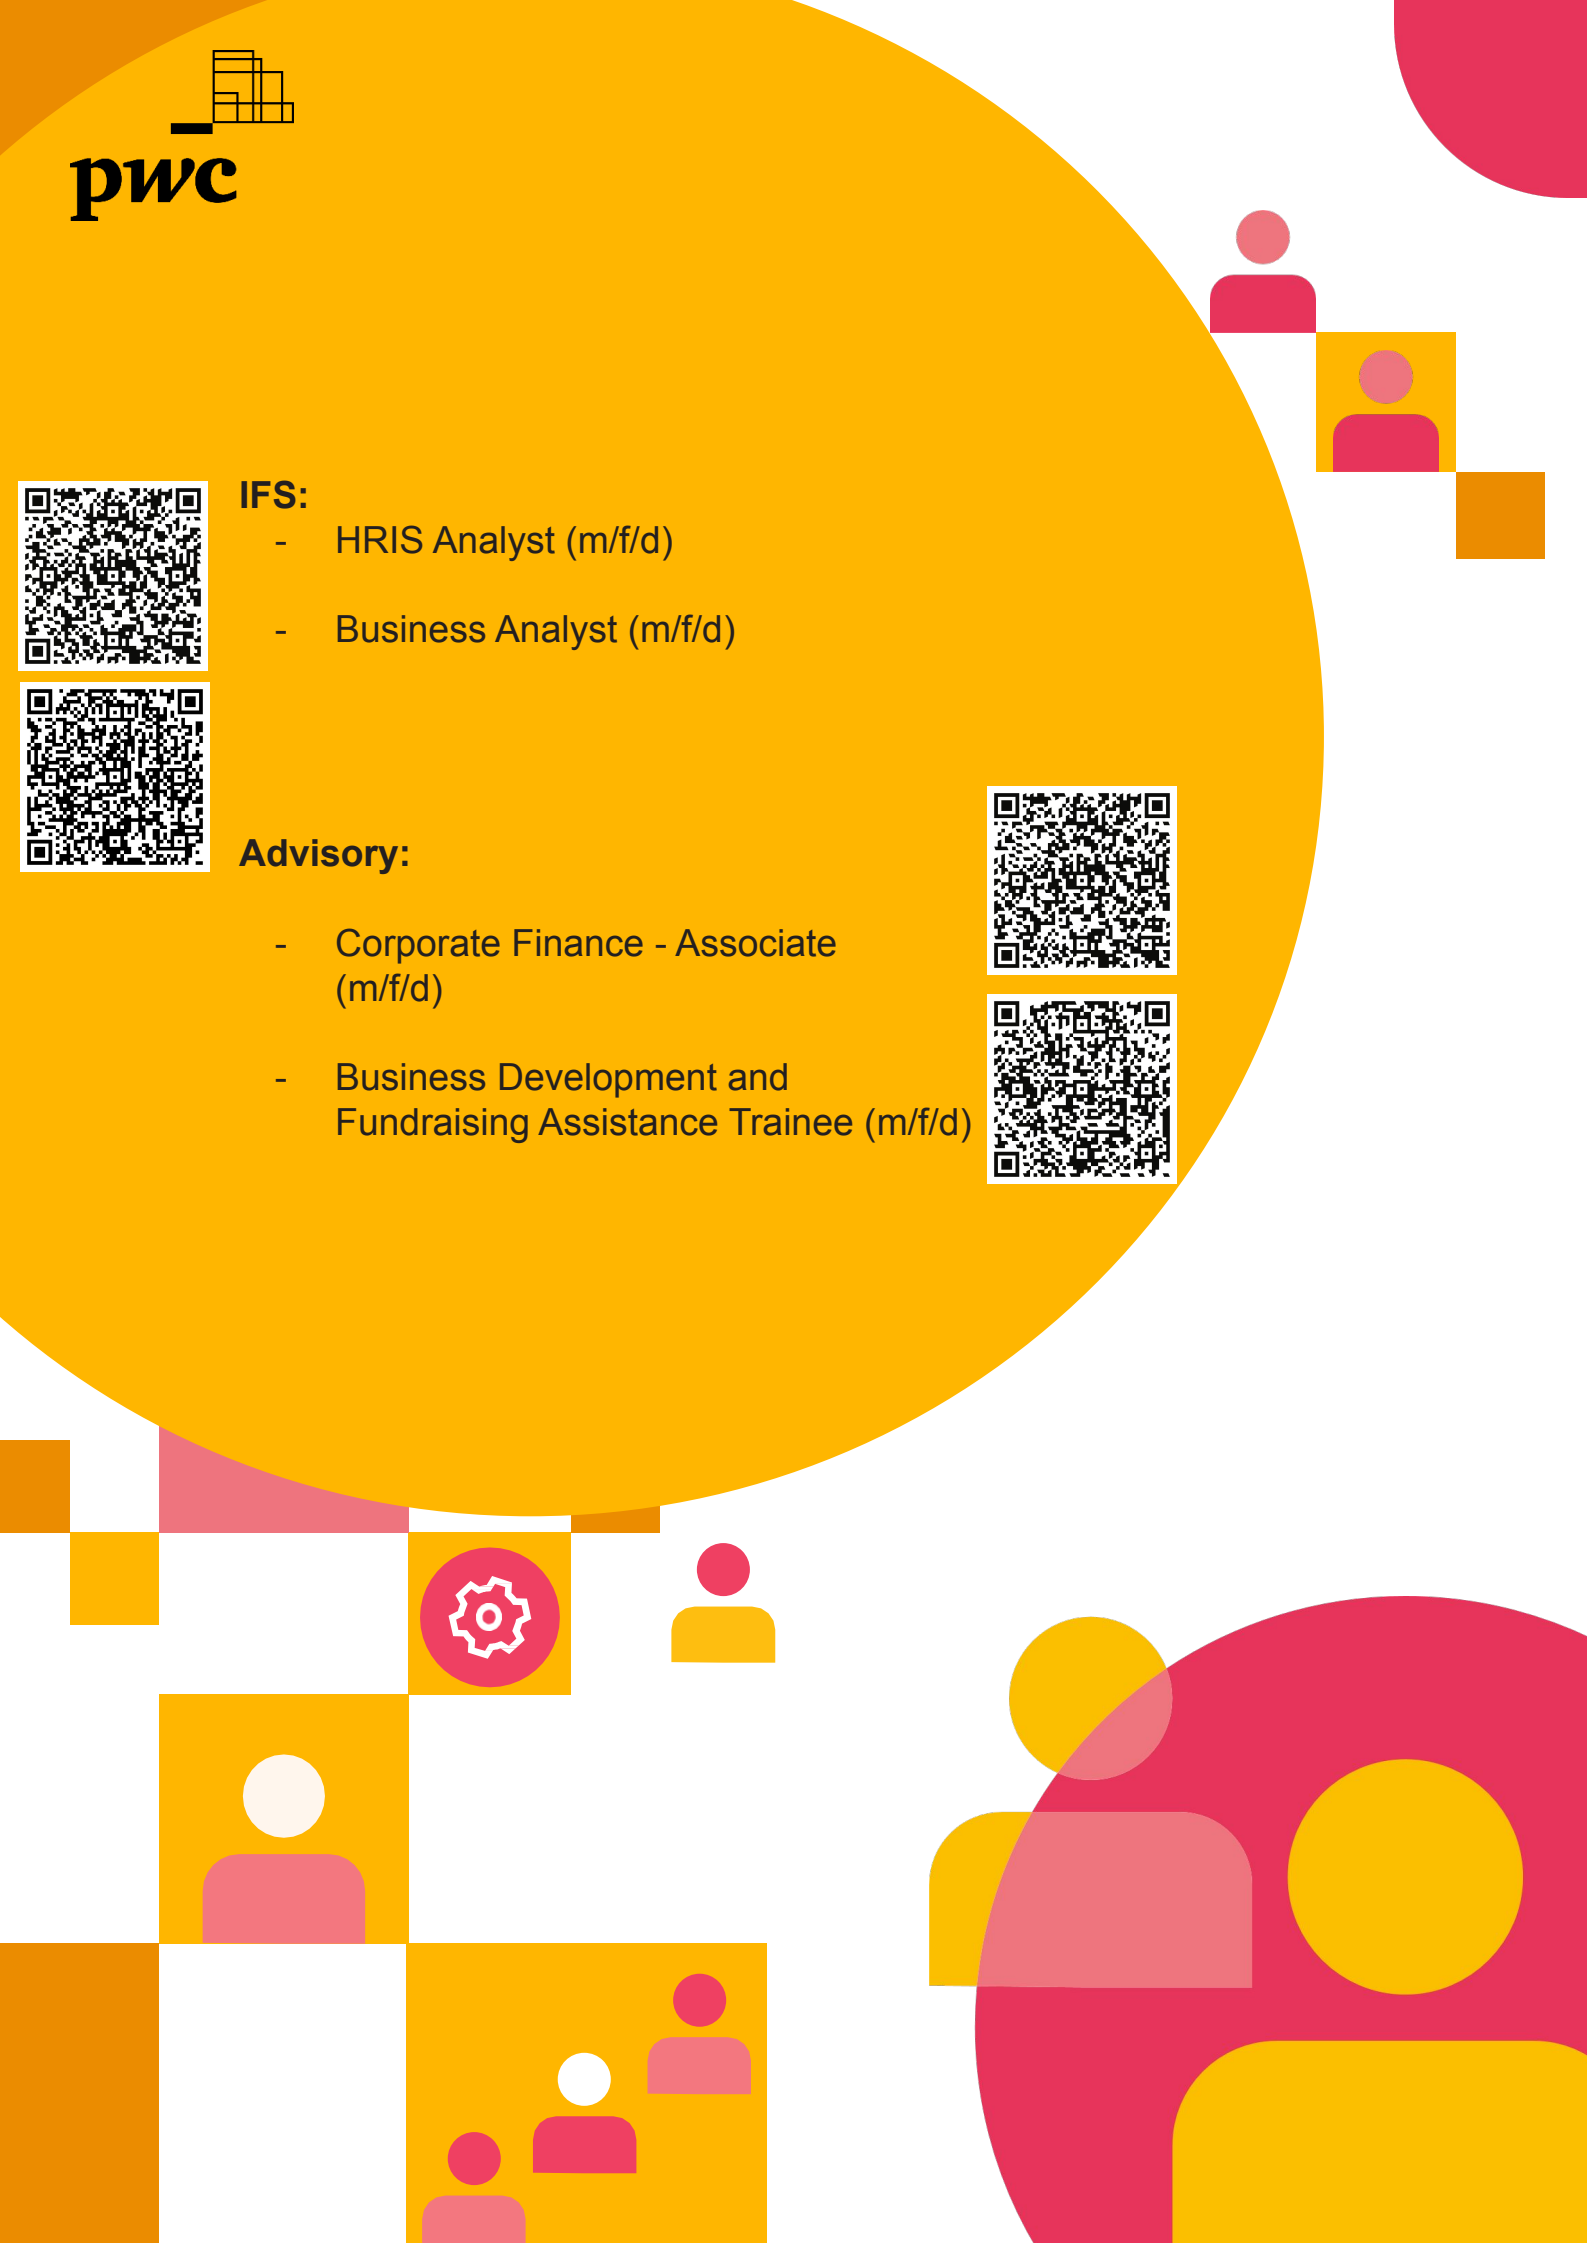 pwc
IFS:
- HRIS Analyst (m/f/d)
- Business Analyst (m/f/d)
Advisory:
- Corporate Finance - Associate
(m/f/d)
- Business Development and
Fundraising Assistance Trainee (m/f/d)